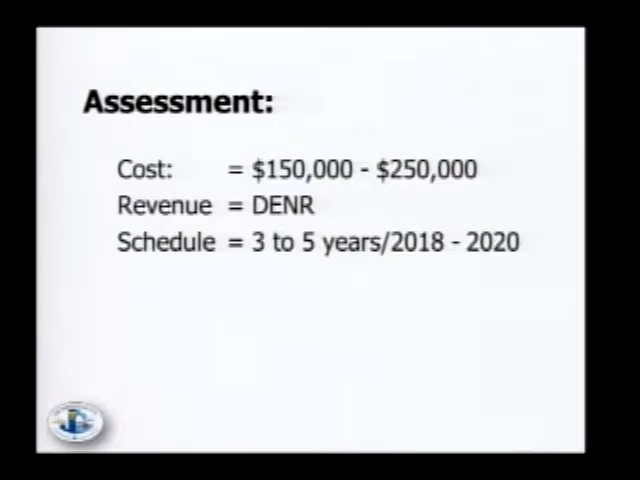 Assessment:
Cost: = $150,000 - $250,000
Revenue = DENR
Schedule = 3 to 5 years/2018 - 2020